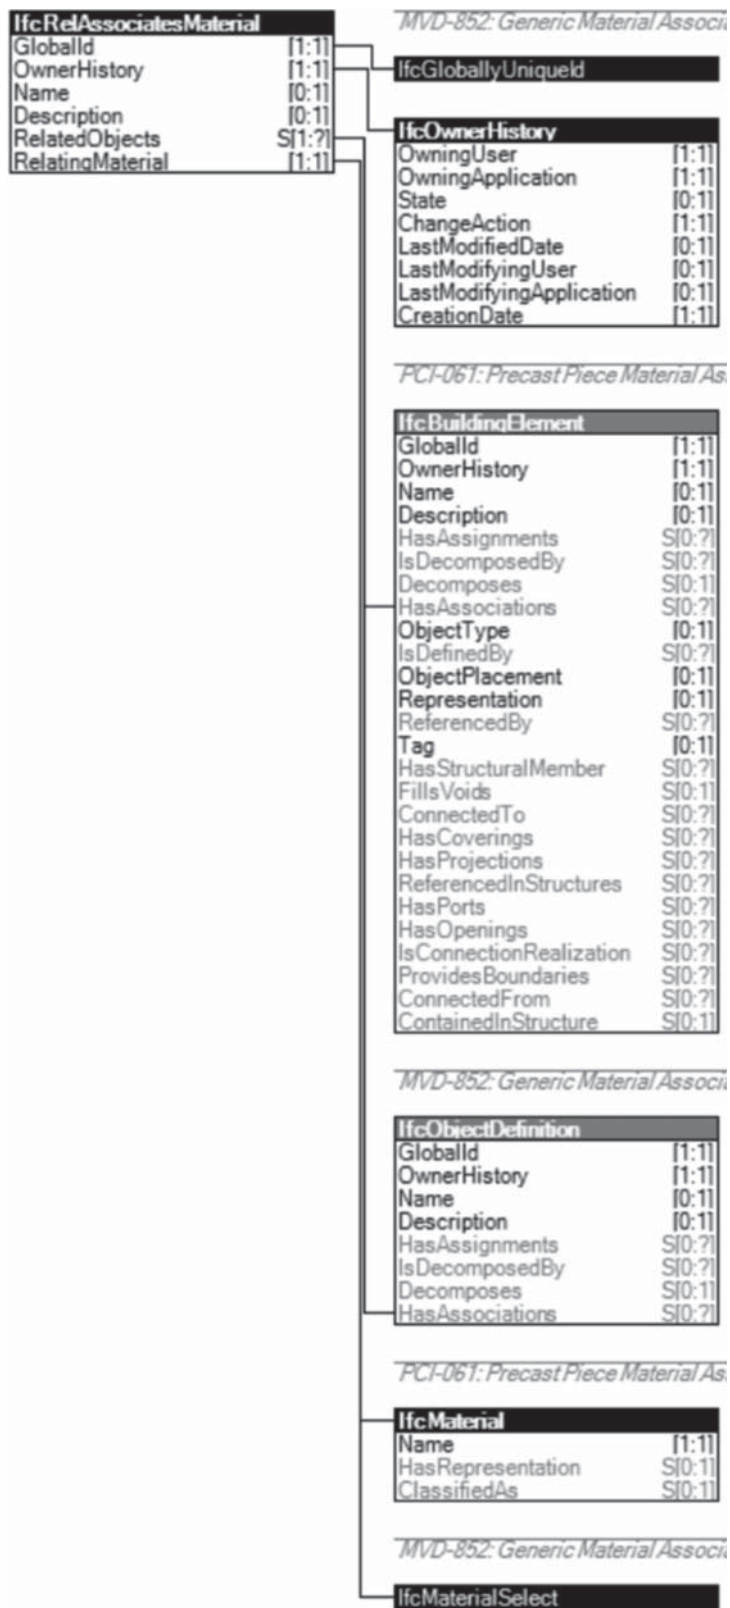 IfcRelAssociatesMaterial
GlobalId [1:1]
OwnerHistory [1:1]
Name [0:1]
Description [0:1]
RelatedObjects S[1:?]
RelatingMaterial [1:1]
MVD-852: Generic Material Associa
IfcGloballyUniqueId
IfcOwnerHistory
OwningUser [1:1]
OwningApplication [1:1]
State [0:1]
ChangeAction [1:1]
LastModifiedDate [0:1]
LastModifyingUser [0:1]
LastModifyingApplication [0:1]
CreationDate [1:1]
PCI-061: Precast Piece Material As
IfcBuildingElement
GlobalId [1:1]
OwnerHistory [1:1]
Name [0:1]
Description [0:1]
HasAssignments S[0:?]
IsDecomposedBy S[0:?]
Decomposes S[0:1]
HasAssociations S[0:?]
ObjectType [0:1]
IsDefinedBy S[0:?]
ObjectPlacement [0:1]
Representation [0:1]
ReferencedBy S[0:?]
Tag [0:1]
HasStructuralMember S[0:?]
FillsVoids S[0:1]
ConnectedTo S[0:?]
HasCoverings S[0:?]
HasProjections S[0:?]
ReferencedInStructures S[0:?]
HasPorts S[0:?]
HasOpenings S[0:?]
IsConnectionRealization S[0:?]
ProvidesBoundaries S[0:?]
ConnectedFrom S[0:?]
ContainedInStructure S[0:1]
MVD-852: Generic Material Associa
IfcObjectDefinition
GlobalId [1:1]
OwnerHistory [1:1]
Name [0:1]
Description [0:1]
HasAssignments S[0:?]
IsDecomposedBy S[0:?]
Decomposes S[0:1]
HasAssociations S[0:?]
PCI-061: Precast Piece Material As
IfcMaterial
Name [1:1]
HasRepresentation S[0:1]
ClassifiedAs S[0:1]
MVD-852: Generic Material Associa
IfcMaterialSelect